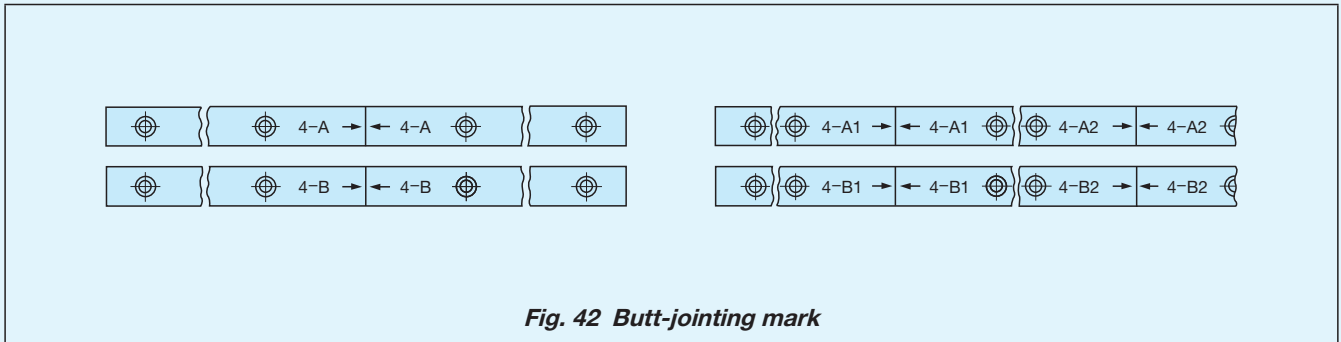 4-A → ← 4-A
4-B → ← 4-B
4-A1 → ← 4-A1 4-A2 → ← 4-A2
4-B1 → ← 4-B1 4-B2 → ← 4-B2
Fig. 42 Butt-jointing mark